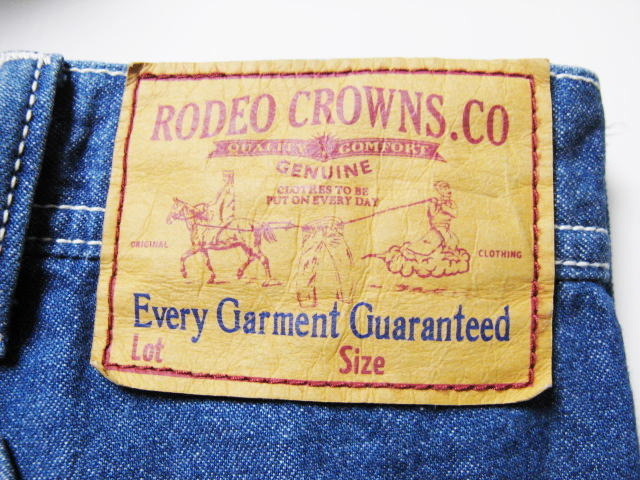 RODEO CROWNS.CO
QUALITY COMFORT
GENUINE
CLOTHES TO BE
PUT ON EVERY DAY
ORIGINAL
CLOTHING
Every Garment Guaranteed
Lot Size